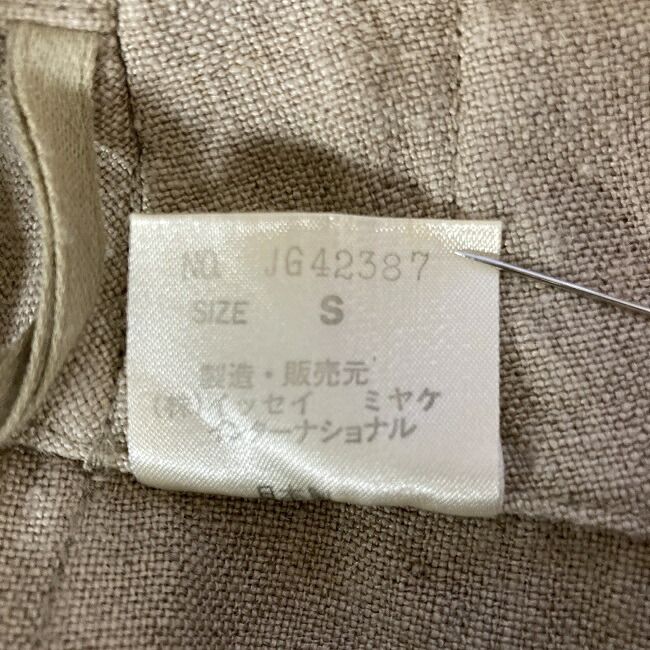 NO. JG42387
SIZE S
製造・販売元
(株)イッセイ ミヤケ
インターナショナル